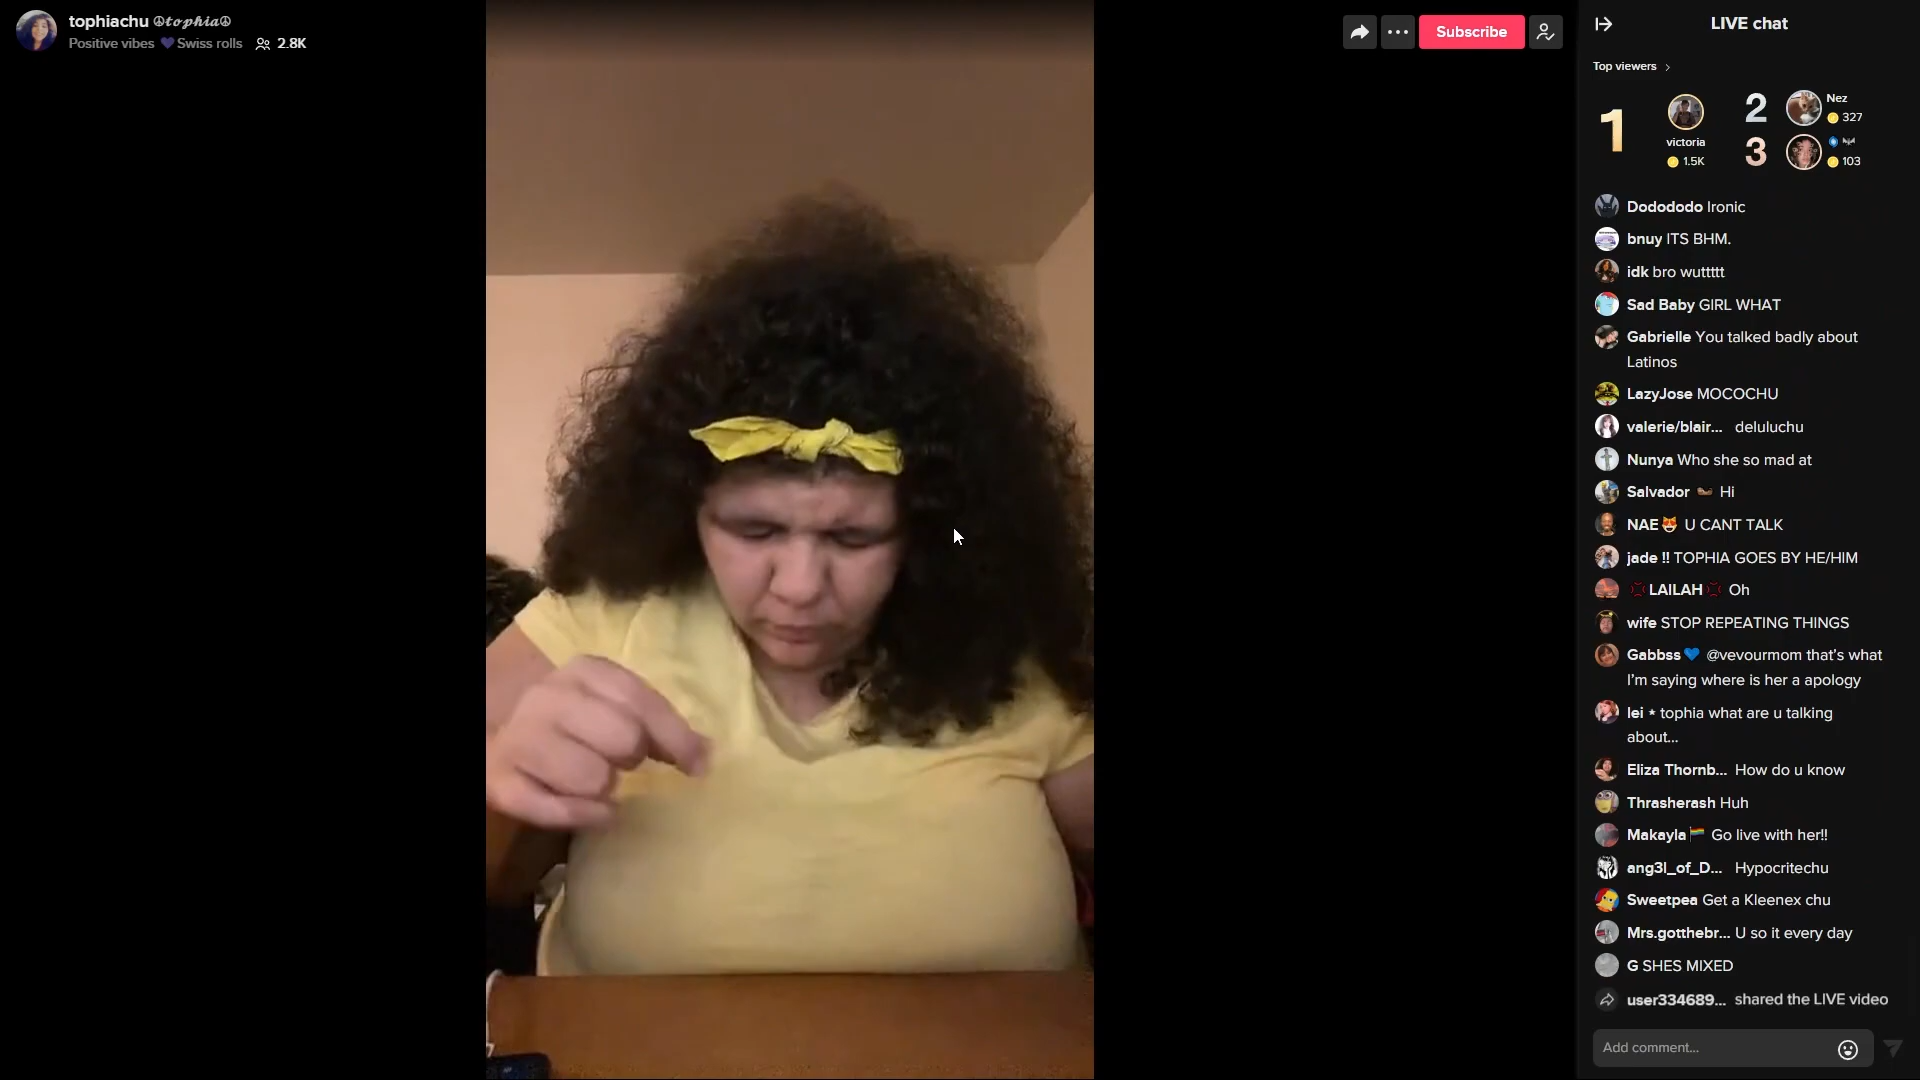 tophiachu ☮𝓽𝓸𝓹𝓱𝓲𝓪☮
Positive vibes 💜Swiss rolls 2.8K
Subscribe
LIVE chat
Top viewers >
1
victoria
1.5K
2
Nez
327
3
103
Dodododo Ironic
bnuy ITS BHM.
idk bro wuttttt
Sad Baby GIRL WHAT
Gabrielle You talked badly about
Latinos
LazyJose MOCOCHU
valerie/blair... deluluchu
Nunya Who she so mad at
Salvador Hi
NAE😻 U CANT TALK
jade !! TOPHIA GOES BY HE/HIM
💢LAILAH💢 Oh
wife STOP REPEATING THINGS
Gabbss💙 @vevourmom that's what
I'm saying where is her a apology
lei ⋆ tophia what are u talking
about...
Eliza Thornb... How do u know
Thrasherash Huh
Makayla🏳️‍🌈 Go live with her!!
ang3l_of_D... Hypocritechu
Sweetpea Get a Kleenex chu
Mrs.gotthebr... U so it every day
G SHES MIXED
user334689... shared the LIVE video
Add comment...